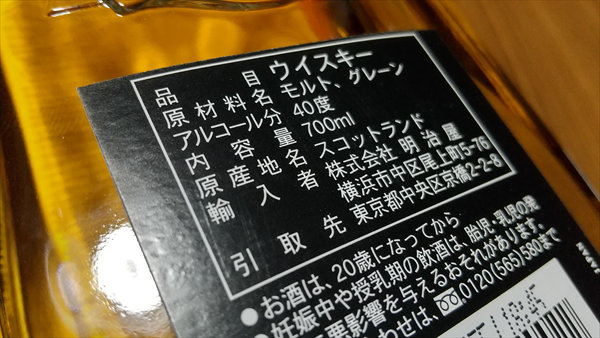 品目 ウイスキー
原材料名 モルト、グレーン
アルコール分 40度
内容量 700ml
原産地名 スコットランド
輸入者 株式会社 明治屋
横浜市中区尾上町5-76
引取先 東京都中央区京橋2-2-8
●お酒は、20歳になってから
●妊娠中や授乳期の飲酒は、胎児・乳児の発
悪影響を与えるおそれがあります。
わせは、 0120(565)580まで